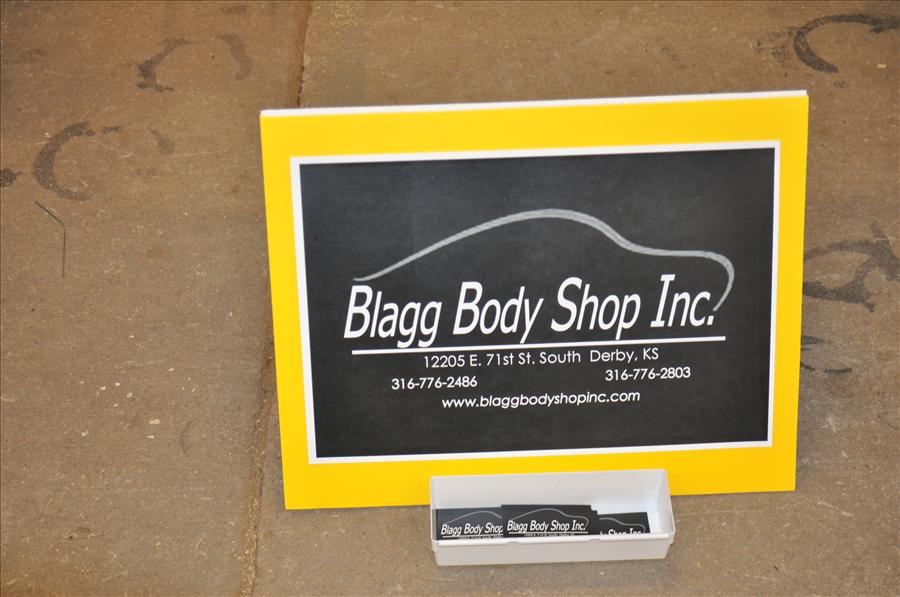 Blagg Body Shop Inc.
12205 E. 71st St. South Derby, KS
316-776-2486 316-776-2803
www.blaggbodyshopinc.com
Blagg Body Shop
Blagg Body Shop Inc.
Shop Inc.